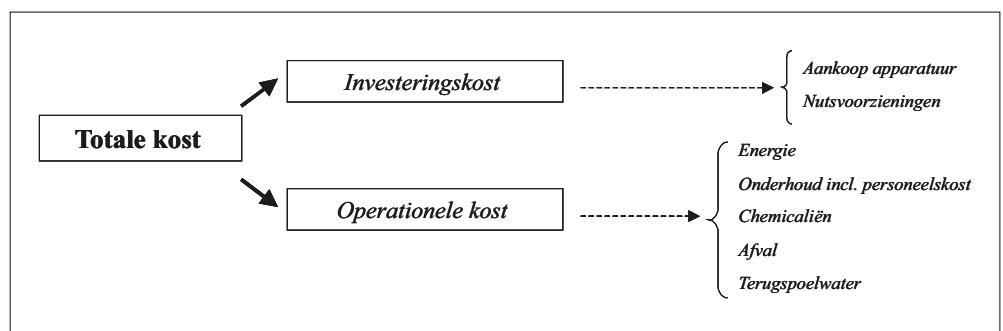 Totale kost
Investeringskost
Aankoop apparatuur
Nutsvoorzieningen
Operationele kost
Energie
Onderhoud incl. personeelskost
Chemicaliën
Afval
Terugspoelwater